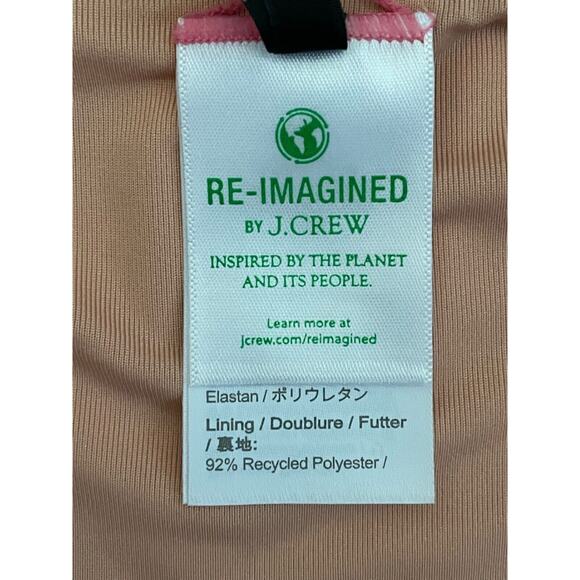 RE-IMAGINED
BY J.CREW
INSPIRED BY THE PLANET
AND ITS PEOPLE.
Learn more at
jcrew.com/reimagined
Elastan / ポリウレタン
Lining / Doublure / Futter
/ 裏地:
92% Recycled Polyester /